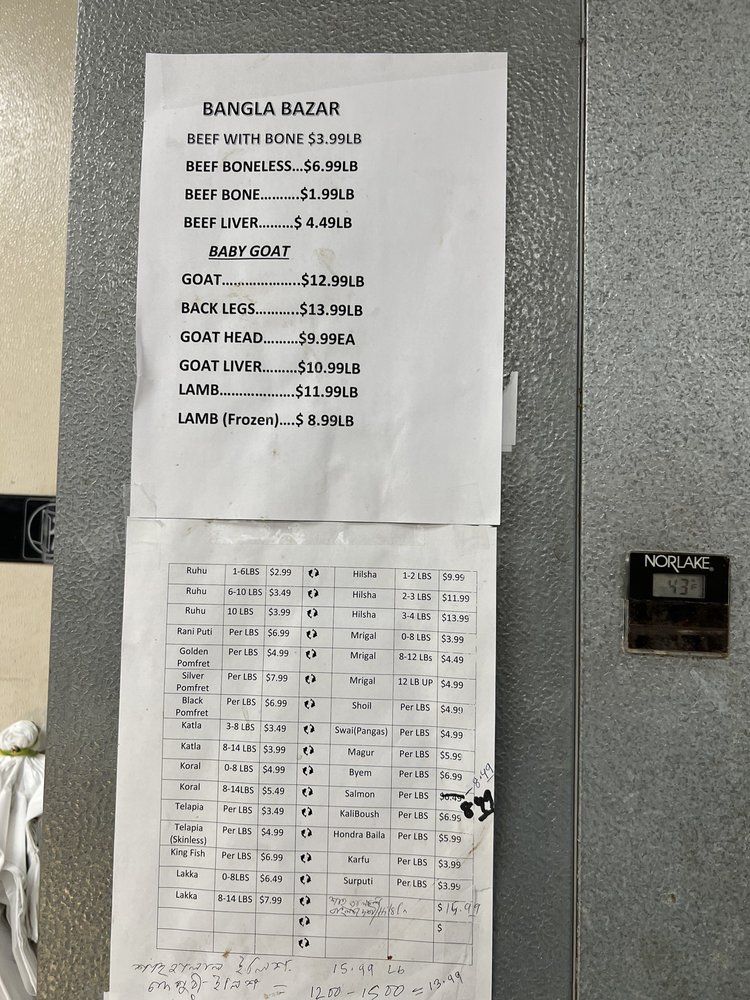 BANGLA BAZAR
BEEF WITH BONE $3.99LB
BEEF BONELESS...$6.99LB
BEEF BONE..........$1.99LB
BEEF LIVER.........$ 4.49LB
BABY GOAT
GOAT....................$12.99LB
BACK LEGS...........$13.99LB
GOAT HEAD.........$9.99EA
GOAT LIVER.........$10.99LB
LAMB...................$11.99LB
LAMB (Frozen)....$ 8.99LB
Ruhu 1-6LBS $2.99 Hilsha 1-2 LBS $9.99
Ruhu 6-10 LBS $3.49 Hilsha 2-3 LBS $11.99
Ruhu 10 LBS $3.99 Hilsha 3-4 LBS $13.99
Rani Puti Per LBS $6.99 Mrigal 0-8 LBS $3.99
Golden Pomfret Per LBS $4.99 Mrigal 8-12 LBs $4.49
Silver Pomfret Per LBS $7.99 Mrigal 12 LB UP $4.99
Black Pomfret Per LBS $6.99 Shoil Per LBS $4.99
Katla 3-8 LBS $3.49 Swai(Pangas) Per LBS $4.99
Katla 8-14 LBS $3.99 Magur Per LBS $5.99
Koral 0-8 LBS $4.99 Byem Per LBS $6.99 8.49
Koral 8-14LBS $5.49 Salmon Per LBS $6.49
Telapia Per LBS $3.49 KaliBoush Per LBS $6.99
Telapia (Skinless) Per LBS $4.99 Hondra Baila Per LBS $5.99
King Fish Per LBS $6.99 Karfu Per LBS $3.99
Lakka 0-8LBS $6.49 Surputi Per LBS $3.99
Lakka 8-14 LBS $7.99 $ 15.99
$
15.99 LB
1200 - 1500 = 13.99
NORLAKE
43°F